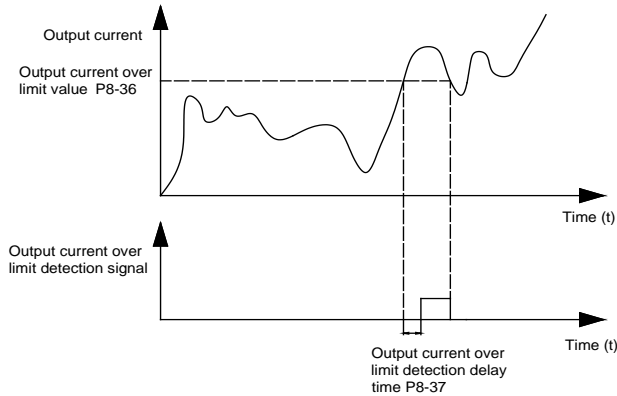 Output current
Output current over
limit value P8-36
Time (t)
Output current over
limit detection signal
Time (t)
Output current over
limit detection delay
time P8-37